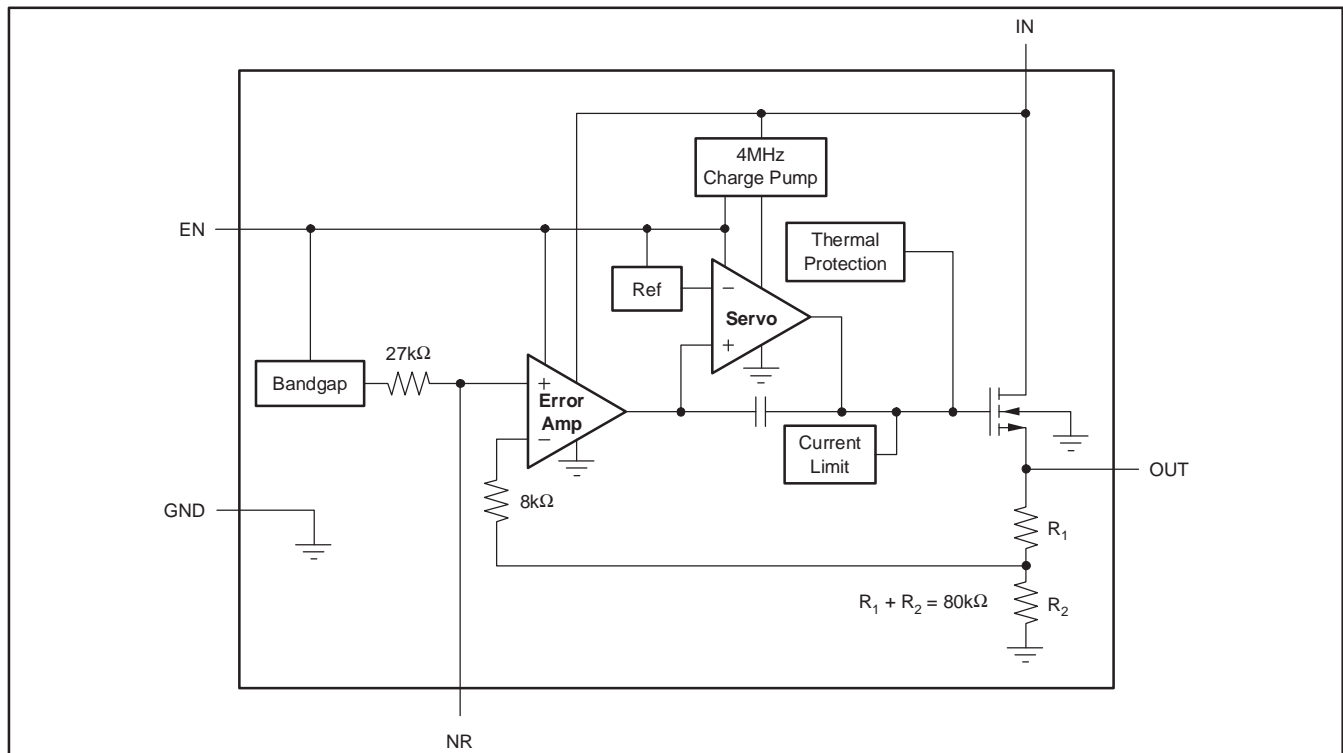 IN
4MHz
Charge Pump
EN
Thermal
Protection
Ref
−
Servo
+
27kΩ
Bandgap
+
Error
Amp
−
Current
Limit
OUT
8kΩ
GND
R1
R1 + R2 = 80kΩ
R2
NR